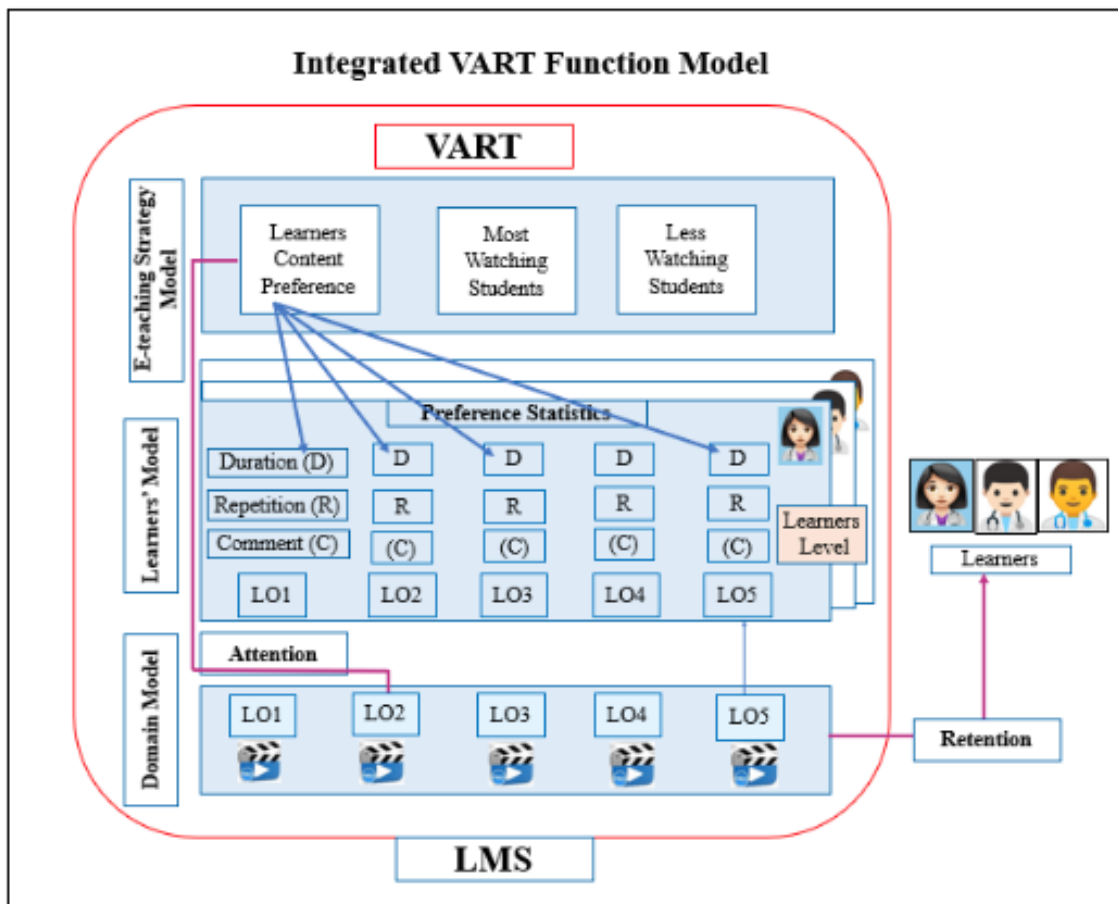 Integrated VART Function Model
VART
E-teaching Strategy
Model
Learners
Content
Preference
Most
Watching
Students
Less
Watching
Students
Learners' Model
Preference Statistics
Duration (D)
D
D
D
D
Repetition (R)
R
R
R
R
Comment (C)
(C)
(C)
(C)
(C)
LO1
LO2
LO3
LO4
LO5
Learners
Level
Learners
Domain Model
Attention
LO1
LO2
LO3
LO4
LO5
Retention
LMS